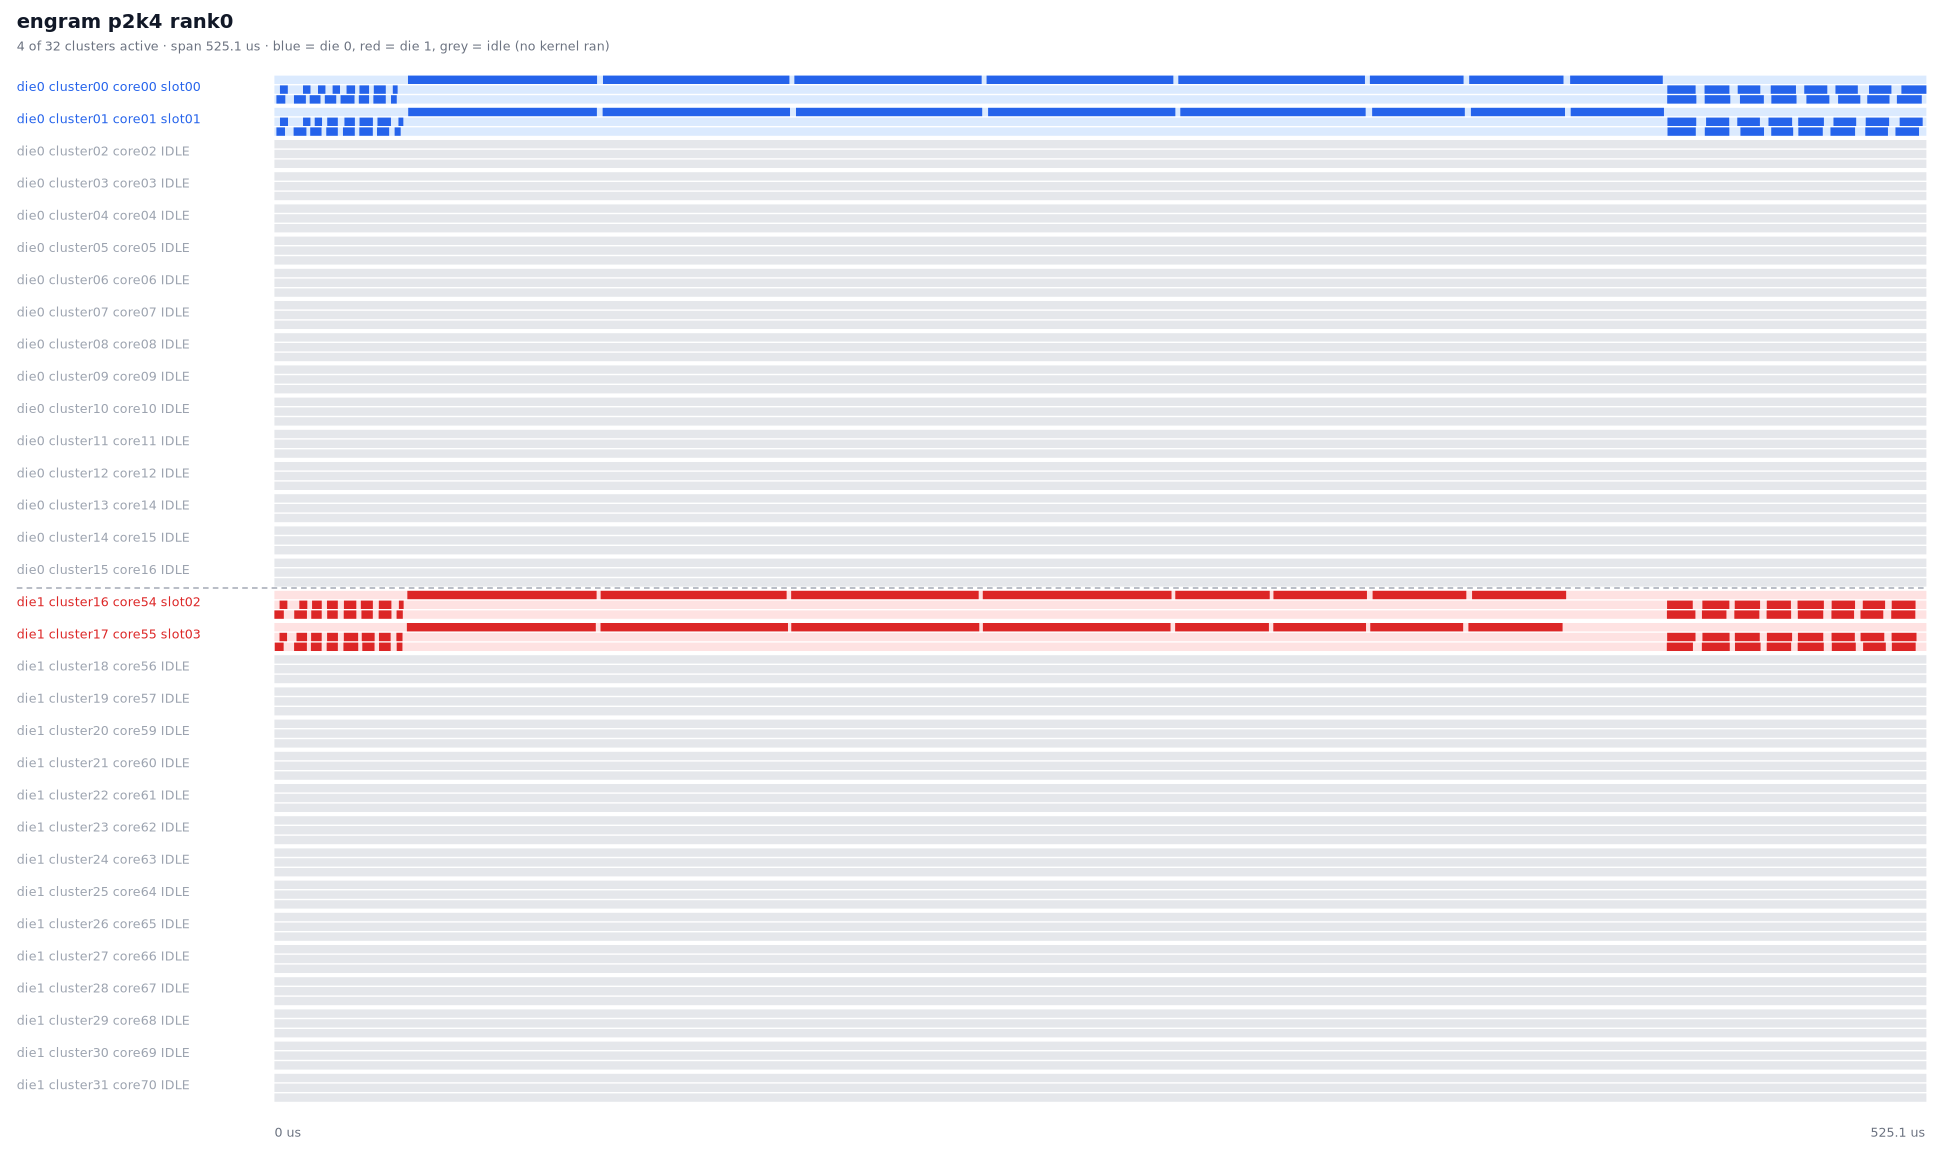 engram p2k4 rank0
4 of 32 clusters active · span 525.1 us · blue = die 0, red = die 1, grey = idle (no kernel ran)
die0 cluster00 core00 slot00
die0 cluster01 core01 slot01
die0 cluster02 core02 IDLE
die0 cluster03 core03 IDLE
die0 cluster04 core04 IDLE
die0 cluster05 core05 IDLE
die0 cluster06 core06 IDLE
die0 cluster07 core07 IDLE
die0 cluster08 core08 IDLE
die0 cluster09 core09 IDLE
die0 cluster10 core10 IDLE
die0 cluster11 core11 IDLE
die0 cluster12 core12 IDLE
die0 cluster13 core14 IDLE
die0 cluster14 core15 IDLE
die0 cluster15 core16 IDLE
die1 cluster16 core54 slot02
die1 cluster17 core55 slot03
die1 cluster18 core56 IDLE
die1 cluster19 core57 IDLE
die1 cluster20 core59 IDLE
die1 cluster21 core60 IDLE
die1 cluster22 core61 IDLE
die1 cluster23 core62 IDLE
die1 cluster24 core63 IDLE
die1 cluster25 core64 IDLE
die1 cluster26 core65 IDLE
die1 cluster27 core66 IDLE
die1 cluster28 core67 IDLE
die1 cluster29 core68 IDLE
die1 cluster30 core69 IDLE
die1 cluster31 core70 IDLE
0 us
525.1 us